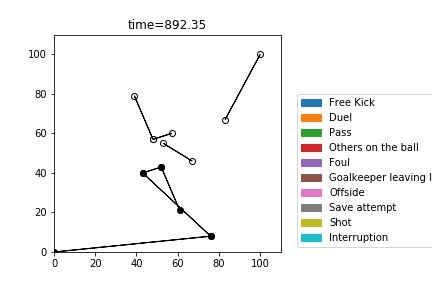 time=892.35
100
80
60
40
20
0
0 20 40 60 80 100
Free Kick
Duel
Pass
Others on the ball
Foul
Goalkeeper leaving l
Offside
Save attempt
Shot
Interruption